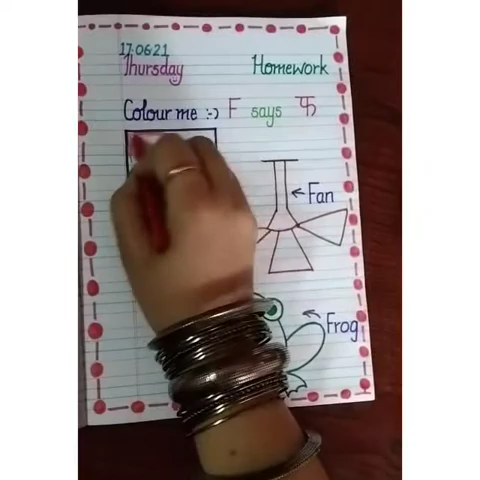 17.06.21
Thursday Homework
Colour me :-) F says फ
Fan
Frog